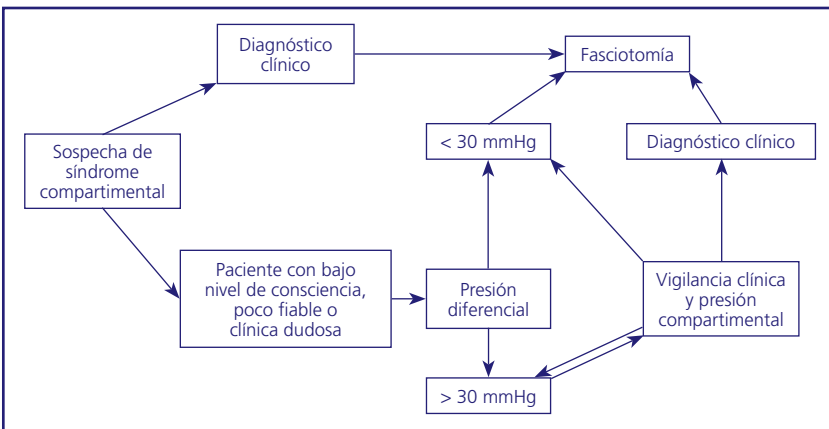 Diagnóstico
clínico
Fasciotomía
Sospecha de
síndrome
compartimental
< 30 mmHg
Diagnóstico clínico
Paciente con bajo
nivel de consciencia,
poco fiable o
clínica dudosa
Presión
diferencial
Vigilancia clínica
y presión
compartimental
> 30 mmHg